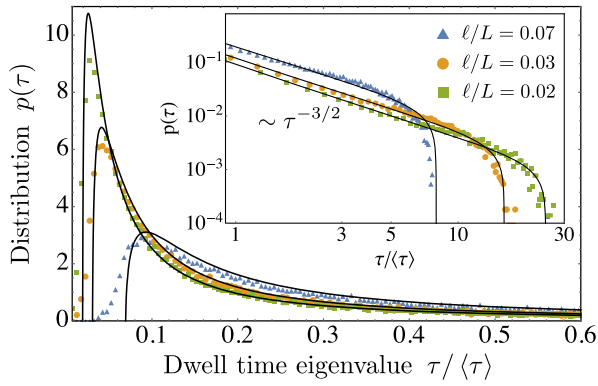 Distribution p(τ)
10
8
6
4
2
0
0.1
0.2
0.3
0.4
0.5
0.6
Dwell time eigenvalue τ/⟨τ⟩
p(τ)
10⁻¹
10⁻²
10⁻³
10⁻⁴
1
3
5
10
30
τ/⟨τ⟩
∼ τ⁻³/²
ℓ/L = 0.07
ℓ/L = 0.03
ℓ/L = 0.02